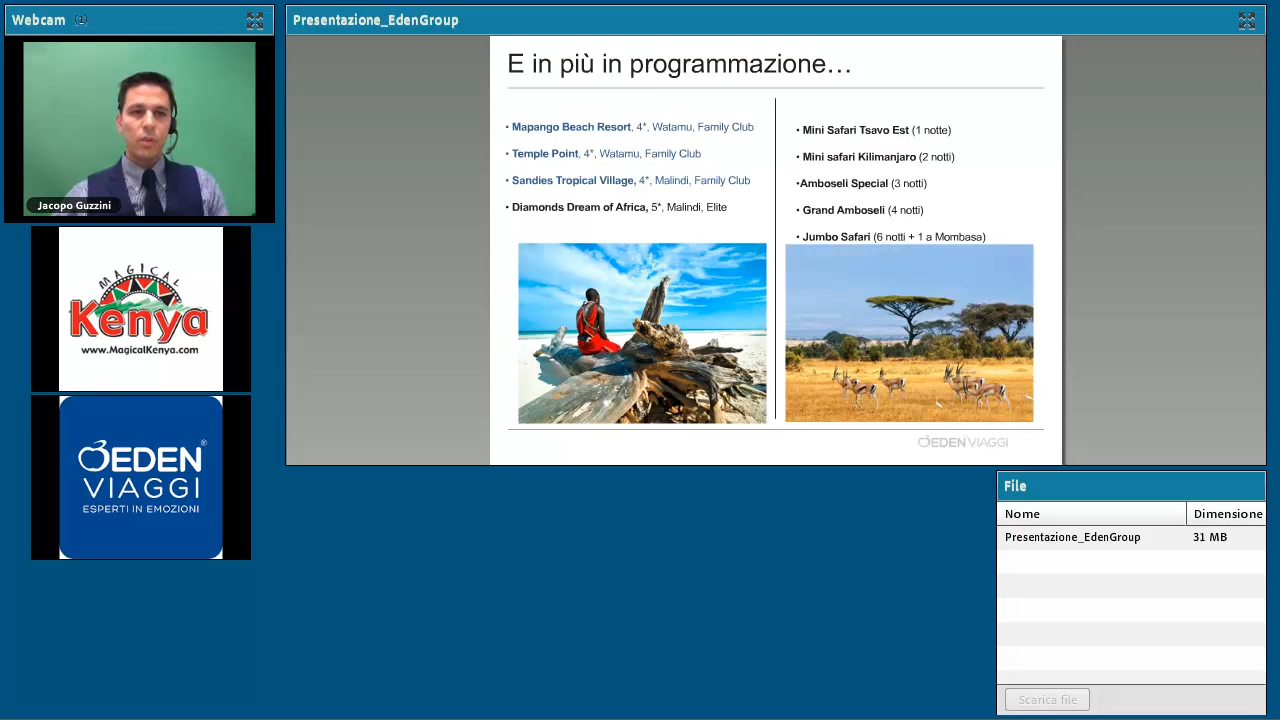 Webcam (1)
Jacopo Guzzini
MAGICAL
Kenya
www.MagicalKenya.com
EDEN®
VIAGGI
ESPERTI IN EMOZIONI
Presentazione_EdenGroup
E in più in programmazione…
• Mapango Beach Resort, 4*, Watamu, Family Club
• Temple Point, 4*, Watamu, Family Club
• Sandies Tropical Village, 4*, Malindi, Family Club
• Diamonds Dream of Africa, 5*, Malindi, Elite
• Mini Safari Tsavo Est (1 notte)
• Mini safari Kilimanjaro (2 notti)
•Amboseli Special (3 notti)
• Grand Amboseli (4 notti)
• Jumbo Safari (6 notti + 1 a Mombasa)
EDEN VIAGGI
File
Nome Dimensione
Presentazione_EdenGroup 31 MB
Scarica file